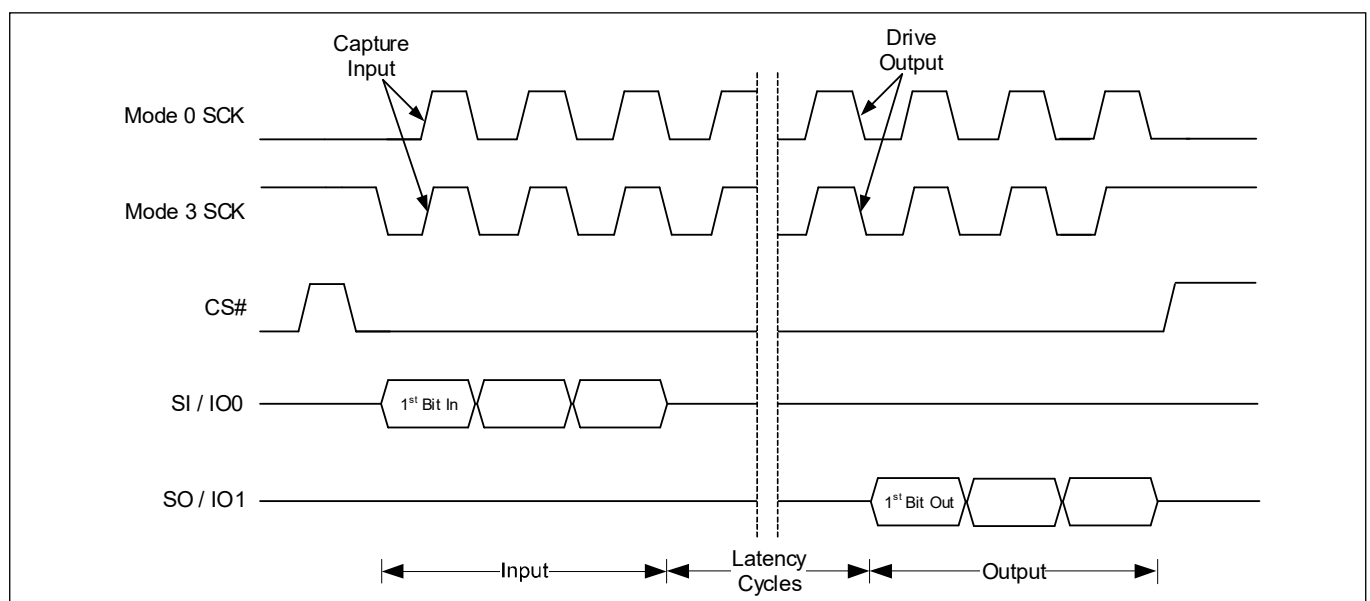 Capture
Input
Drive
Output
Mode 0 SCK
Mode 3 SCK
CS#
SI / IO0
1st Bit In
SO / IO1
1st Bit Out
Input
Latency
Cycles
Output